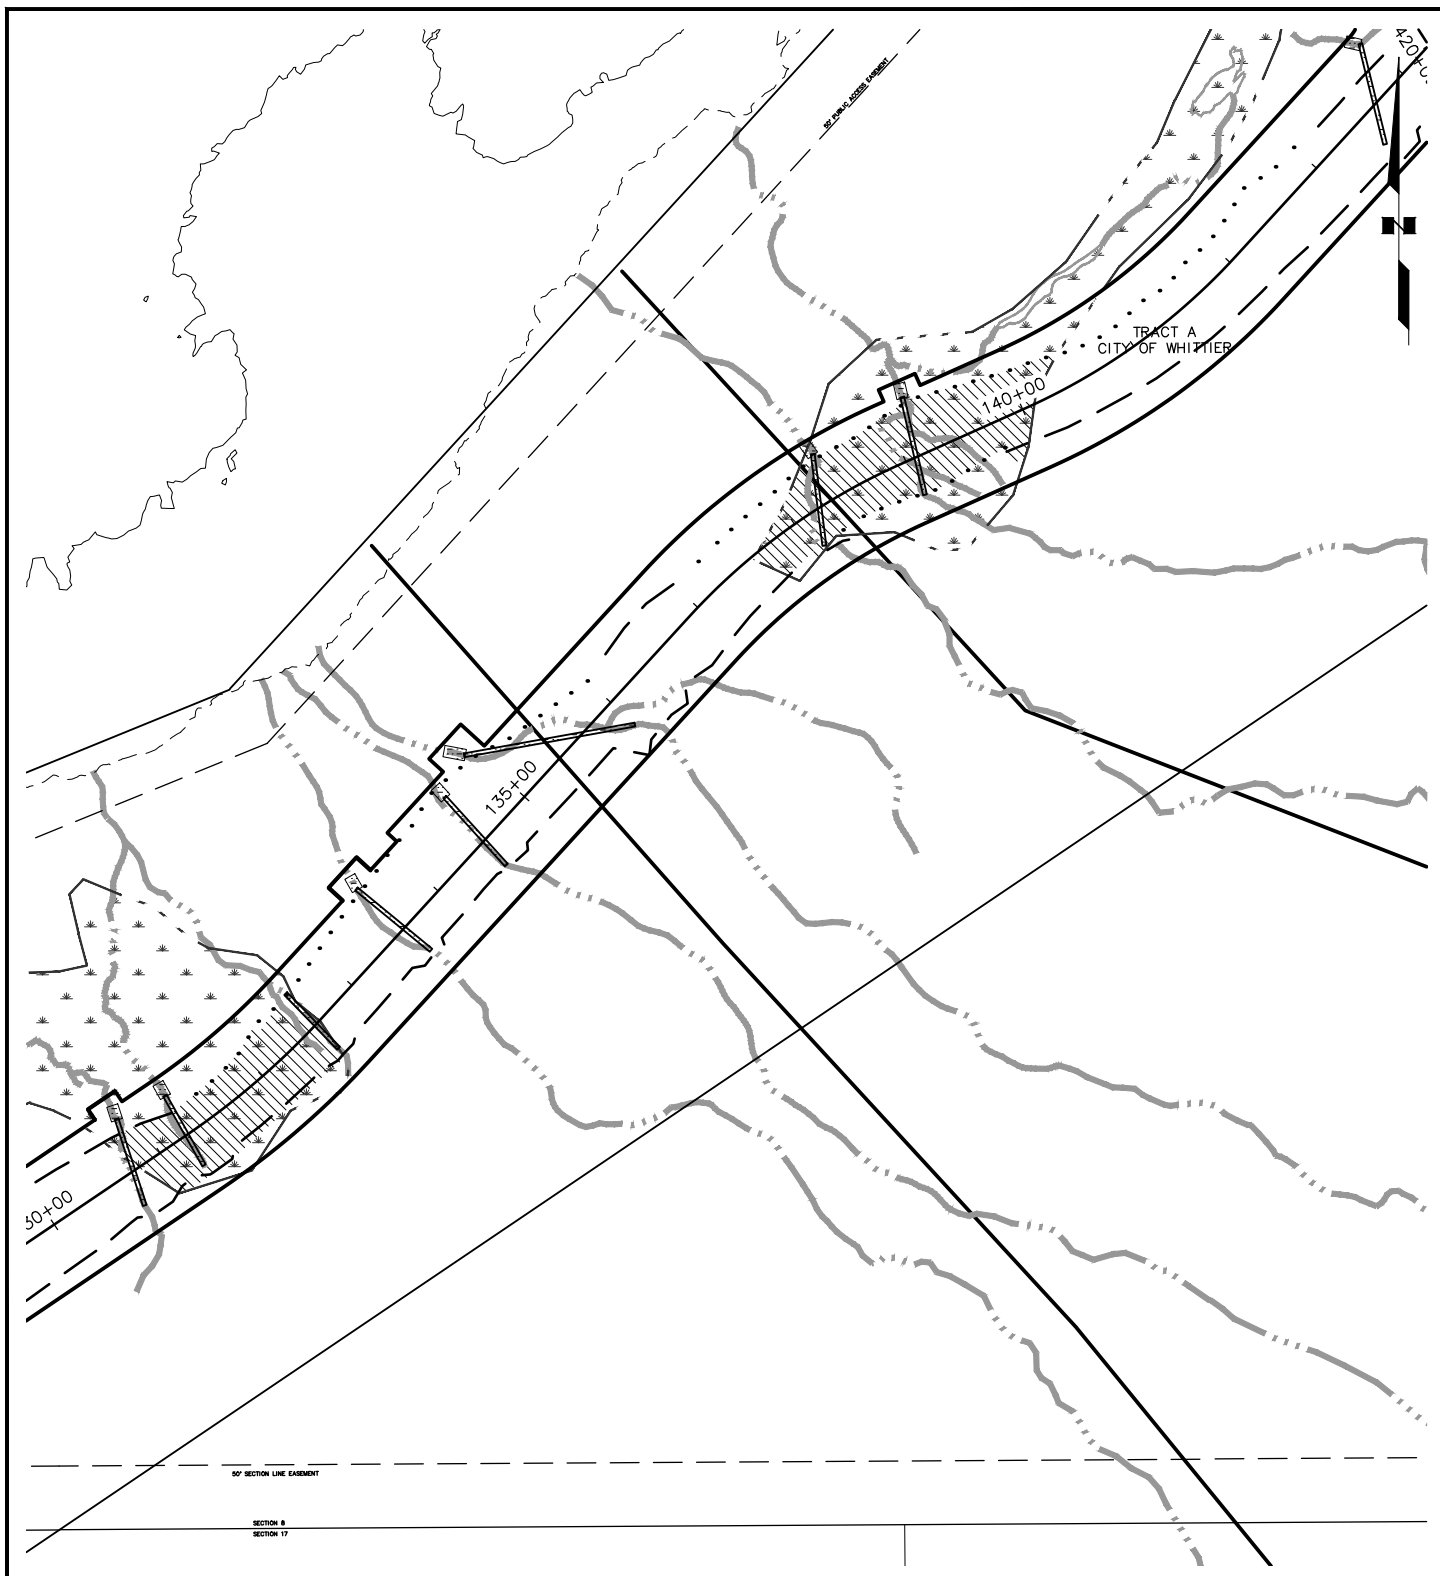 420+0
50' PUBLIC ACCESS EASEMENT
N
TRACT A
CITY OF WHITTIER
140+00
135+00
30+00
50' SECTION LINE EASEMENT
SECTION 8
SECTION 17